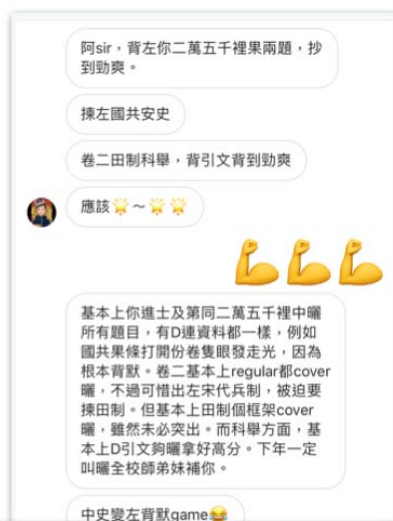 阿sir，背左你二萬五千裡果兩題，抄
到勁爽。
揀左國共安史
卷二田制科舉，背引文背到勁爽
應該🌟～🌟🌟
💪💪💪
基本上你進士及第同二萬五千裡中曬
所有題目，有D連資料都一樣，例如
國共果條打開份卷隻眼發走光，因為
根本背默。卷二基本上regular都cover
曬，不過可惜出左宋代兵制，被迫要
揀田制。但基本上田制個框架cover
曬，雖然未必突出。而科舉方面，基
本上D引文夠曬拿好高分。下年一定
叫曬全校師弟妹補你。
中史變左背默game😂